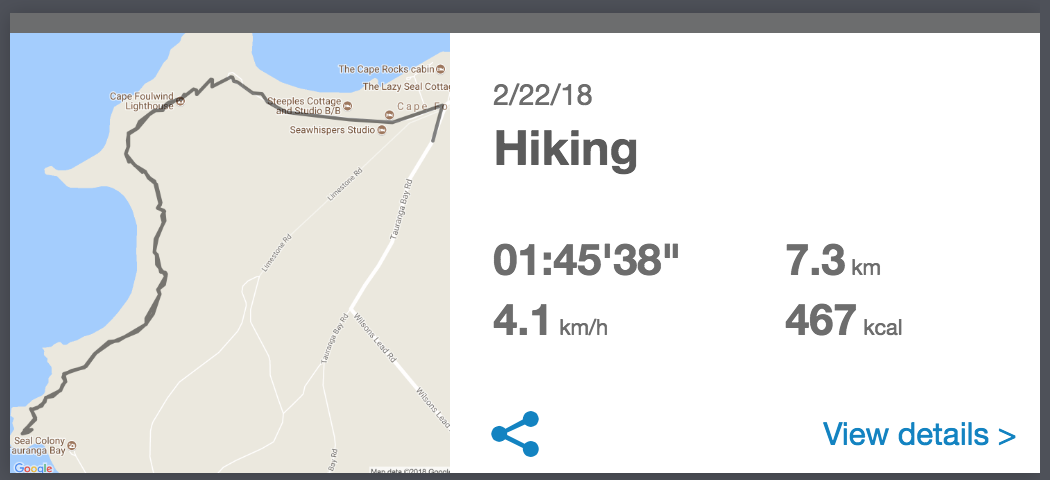 The Cape Rocks cabin
The Lazy Seal Cotta
Cape Foulwind
Lighthouse
Steeples Cottage
and Studio B/B
Cape Fo
Seawhispers Studio
Limestone Rd
Tauranga Bay Rd
Limestone Rd
Tauranga Bay Rd
Wilsons Lead Rd
Wilsons Lead
Seal Colony
auranga Bay
Bay Rd
Google
Map data ©2018 Google
2/22/18
Hiking
01:45'38"
7.3 km
4.1 km/h
467 kcal
View details >